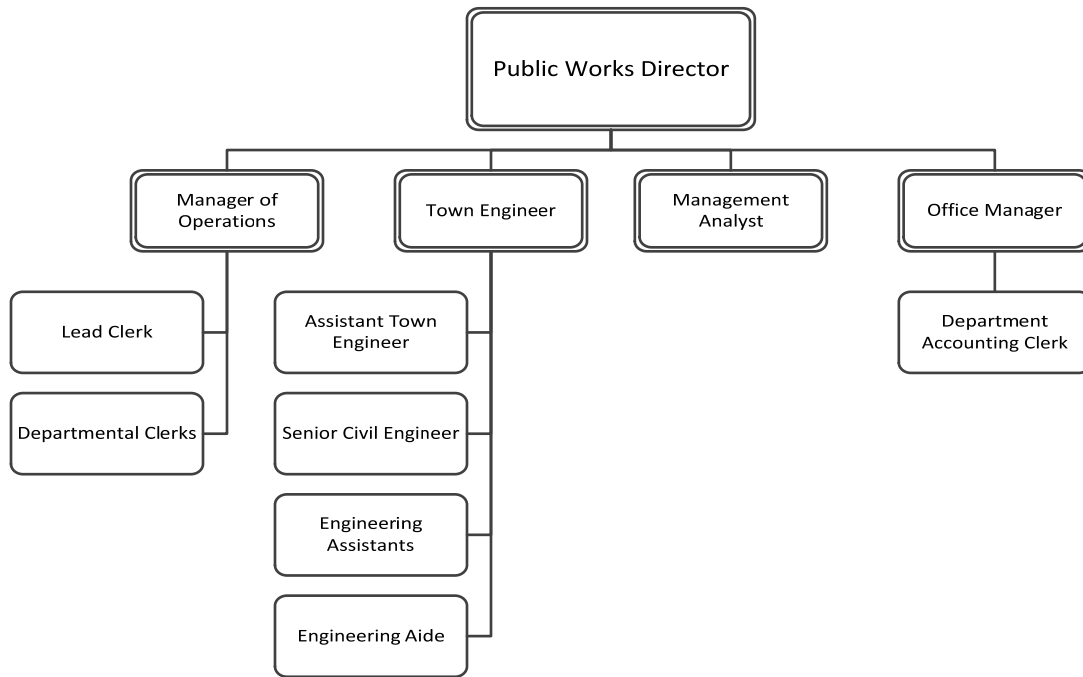 Public Works Director
Manager of
Operations
Town Engineer
Management
Analyst
Office Manager
Lead Clerk
Assistant Town
Engineer
Department
Accounting Clerk
Departmental Clerks
Senior Civil Engineer
Engineering
Assistants
Engineering Aide